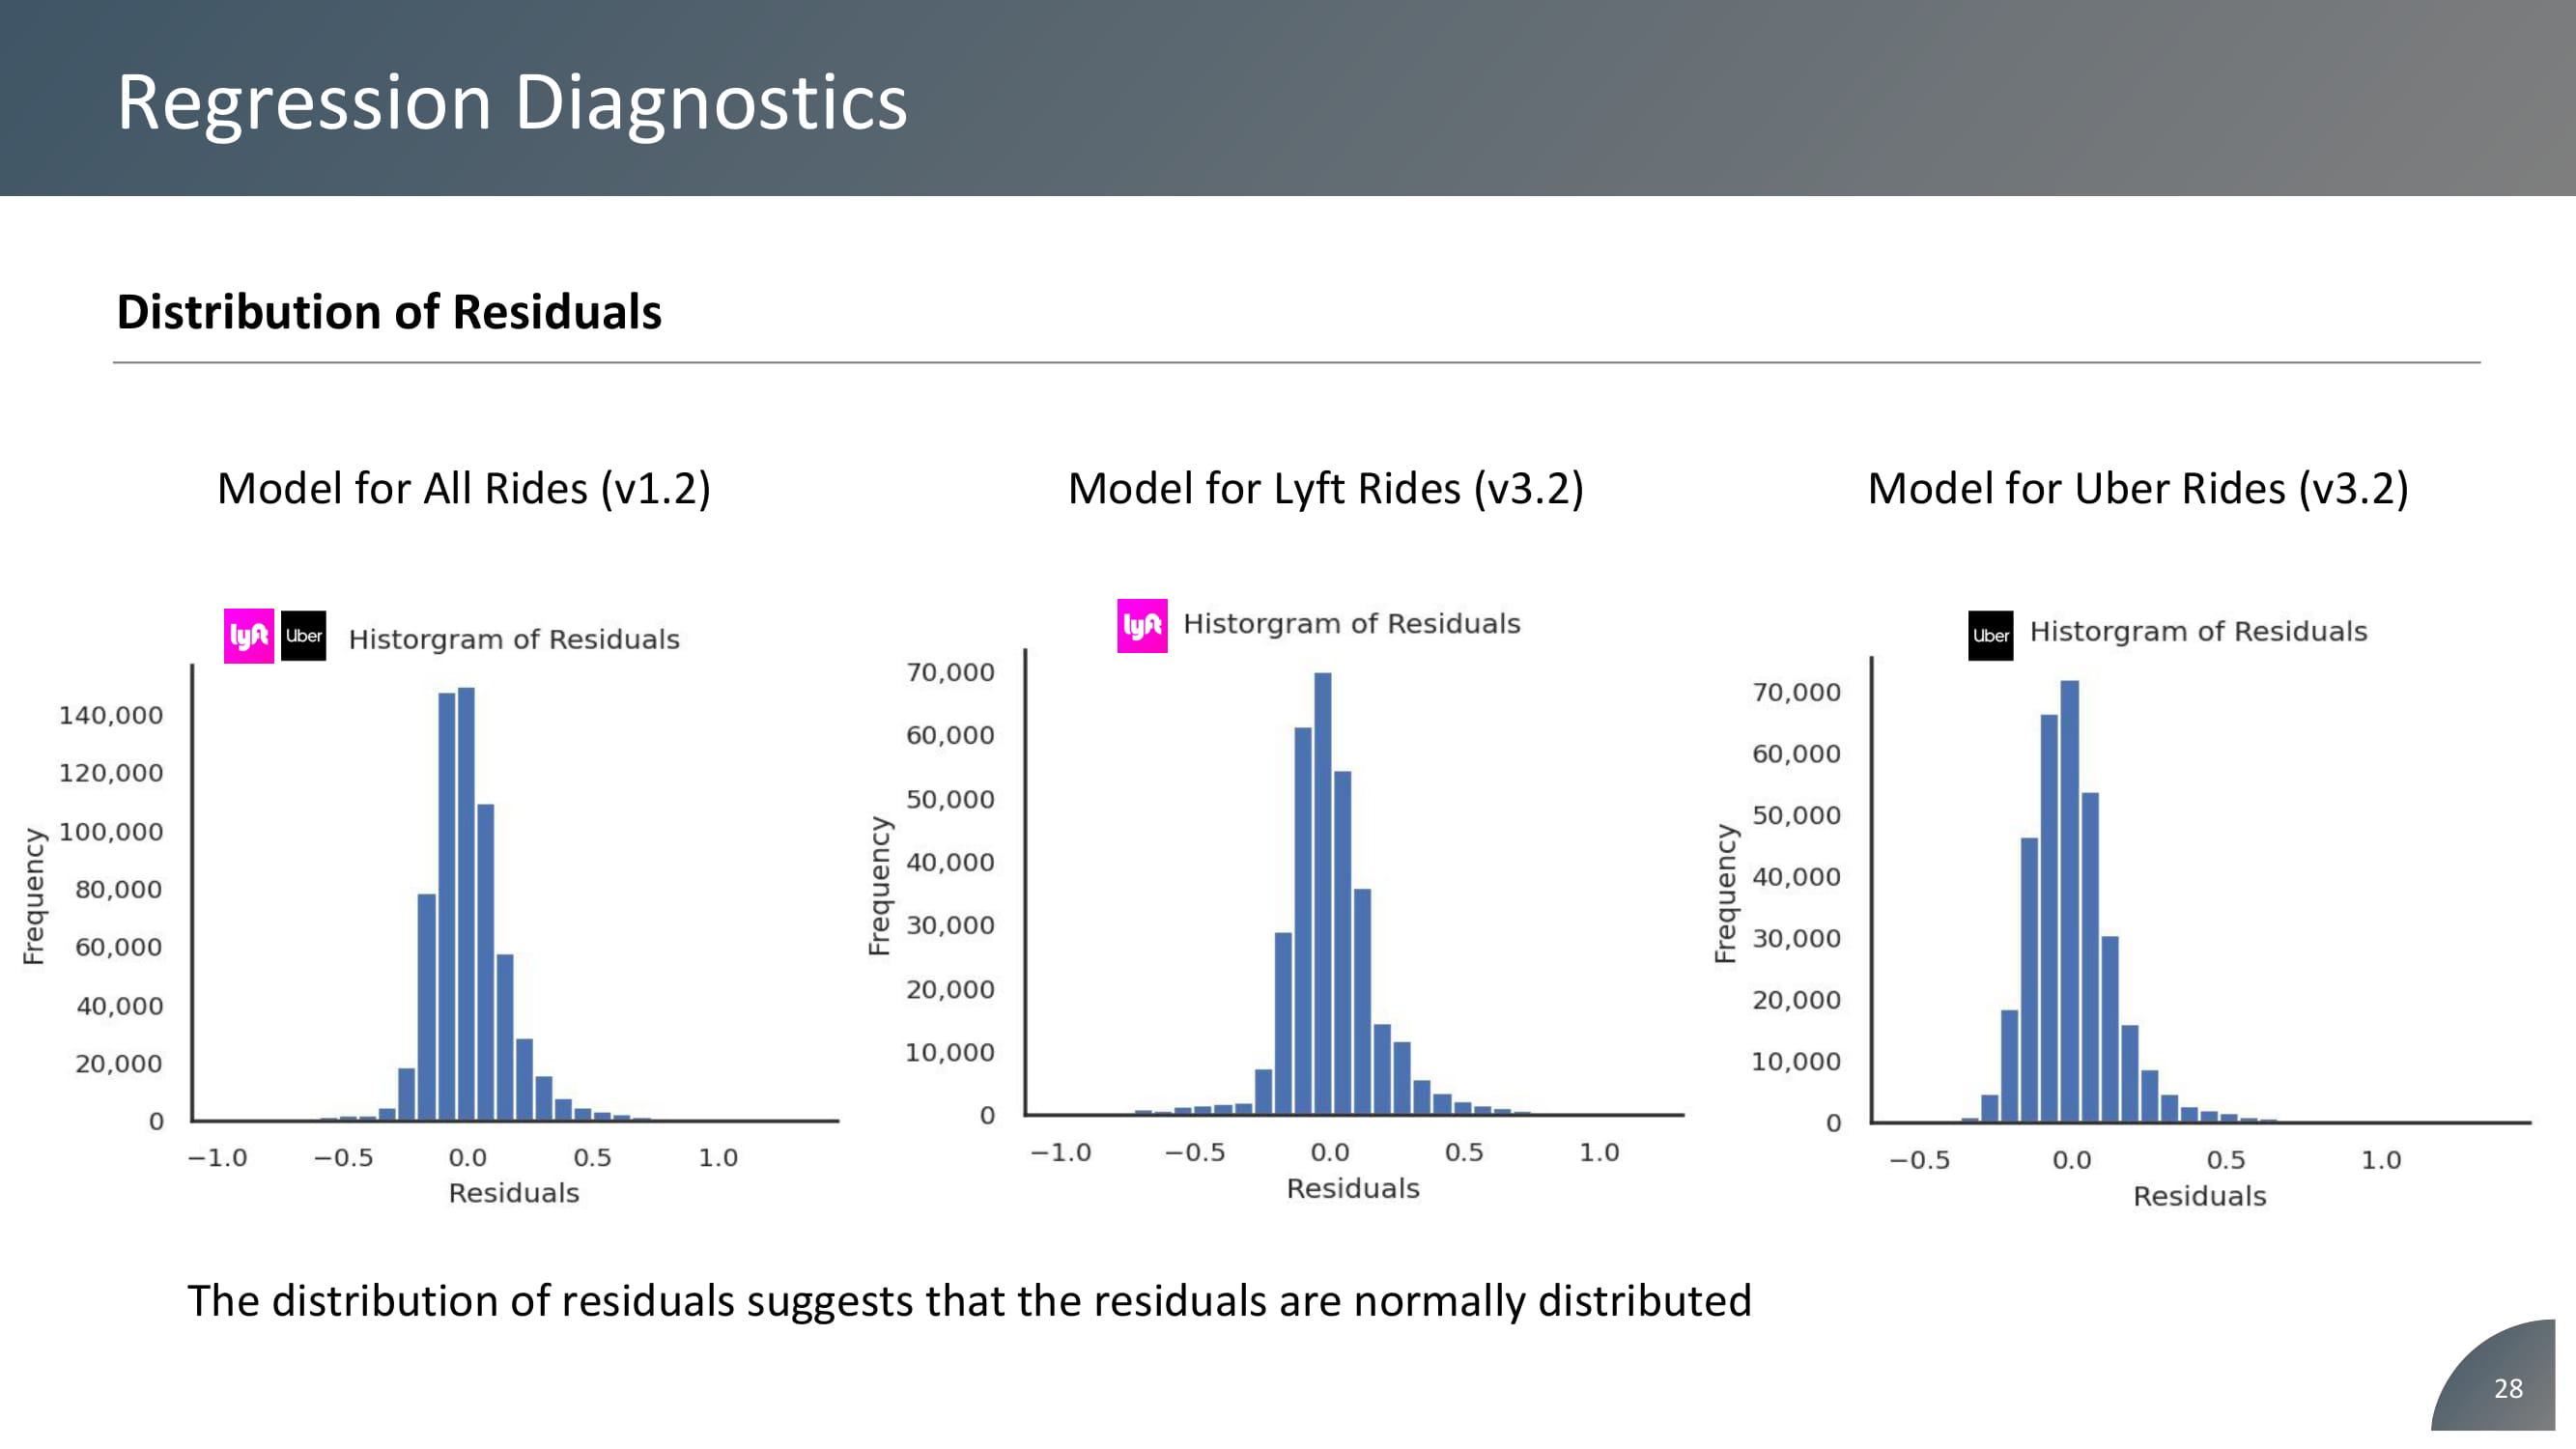 Regression Diagnostics
Distribution of Residuals
Model for All Rides (v1.2)
Model for Lyft Rides (v3.2)
Model for Uber Rides (v3.2)
lyft Uber Historgram of Residuals
140,000
120,000
100,000
80,000
60,000
40,000
20,000
0
Frequency
−1.0 −0.5 0.0 0.5 1.0
Residuals
lyft Historgram of Residuals
70,000
60,000
50,000
40,000
30,000
20,000
10,000
0
Frequency
−1.0 −0.5 0.0 0.5 1.0
Residuals
Uber Historgram of Residuals
70,000
60,000
50,000
40,000
30,000
20,000
10,000
0
Frequency
−0.5 0.0 0.5 1.0
Residuals
The distribution of residuals suggests that the residuals are normally distributed
28